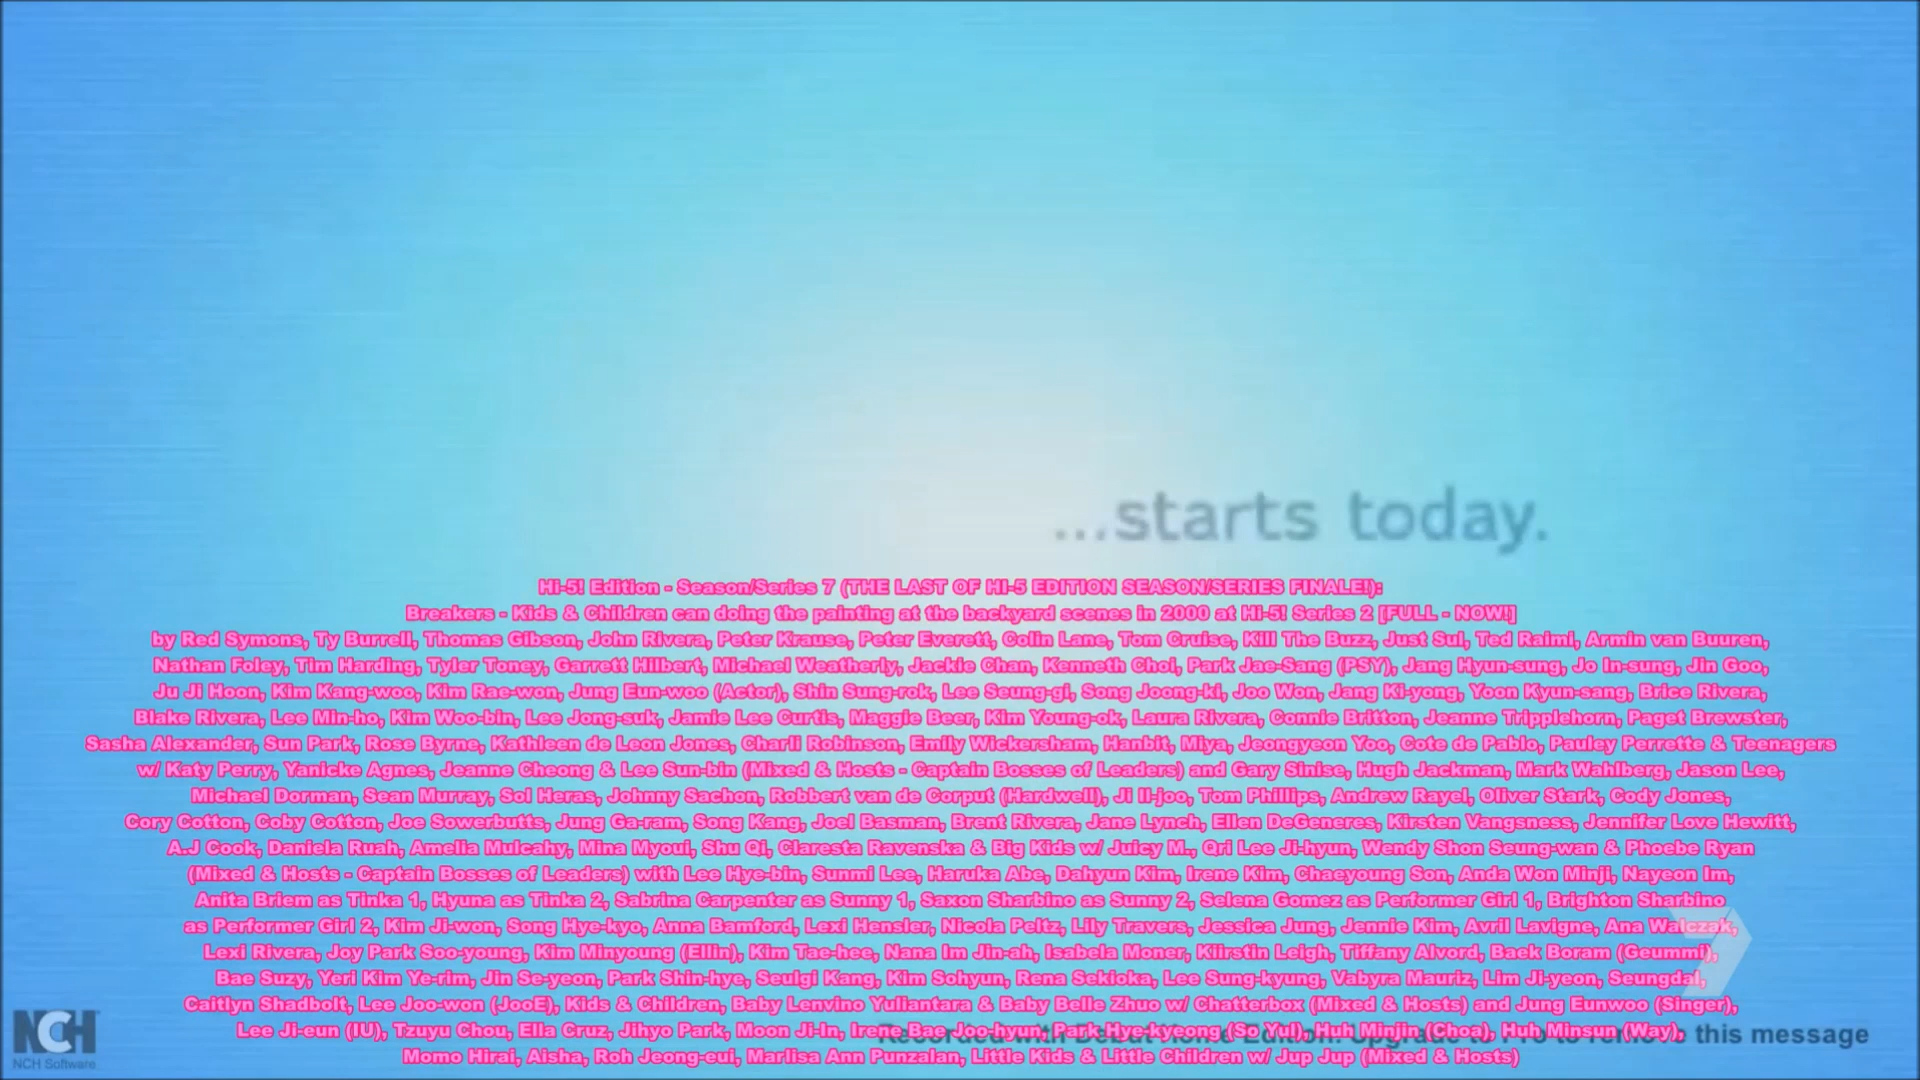 ...starts today.
Hi-5! Edition - Season/Series 7 (THE LAST OF HI-5 EDITION SEASON/SERIES FINALE!):
Breakers - Kids & Children can doing the painting at the backyard scenes in 2000 at Hi-5! Series 2 [FULL - NOW!]
by Red Symons, Ty Burrell, Thomas Gibson, John Rivera, Peter Krause, Peter Everett, Colin Lane, Tom Cruise, Kill The Buzz, Just Sul, Ted Raimi, Armin van Buuren,
Nathan Foley, Tim Harding, Tyler Toney, Garrett Hilbert, Michael Weatherly, Jackie Chan, Kenneth Choi, Park Jae-Sang (PSY), Jang Hyun-sung, Jo In-sung, Jin Goo,
Ju Ji Hoon, Kim Kang-woo, Kim Rae-won, Jung Eun-woo (Actor), Shin Sung-rok, Lee Seung-gi, Song Joong-ki, Joo Won, Jang Ki-yong, Yoon Kyun-sang, Brice Rivera,
Blake Rivera, Lee Min-ho, Kim Woo-bin, Lee Jong-suk, Jamie Lee Curtis, Maggie Beer, Kim Young-ok, Laura Rivera, Connie Britton, Jeanne Tripplehorn, Paget Brewster,
Sasha Alexander, Sun Park, Rose Byrne, Kathleen de Leon Jones, Charli Robinson, Emily Wickersham, Hanbit, Miya, Jeongyeon Yoo, Cote de Pablo, Pauley Perrette & Teenagers
w/ Katy Perry, Yanicke Agnes, Jeanne Cheong & Lee Sun-bin (Mixed & Hosts - Captain Bosses of Leaders) and Gary Sinise, Hugh Jackman, Mark Wahlberg, Jason Lee,
Michael Dorman, Sean Murray, Sol Heras, Johnny Sachon, Robbert van de Corput (Hardwell), Ji Il-joo, Tom Phillips, Andrew Rayel, Oliver Stark, Cody Jones,
Cory Cotton, Coby Cotton, Joe Sowerbutts, Jung Ga-ram, Song Kang, Joel Basman, Brent Rivera, Jane Lynch, Ellen DeGeneres, Kirsten Vangsness, Jennifer Love Hewitt,
A.J Cook, Daniela Ruah, Amelia Mulcahy, Mina Myoui, Shu Qi, Claresta Ravenska & Big Kids w/ Juicy M., Qri Lee Ji-hyun, Wendy Shon Seung-wan & Phoebe Ryan
(Mixed & Hosts - Captain Bosses of Leaders) with Lee Hye-bin, Sunmi Lee, Haruka Abe, Dahyun Kim, Irene Kim, Chaeyoung Son, Anda Won Minji, Nayeon Im,
Anita Briem as Tinka 1, Hyuna as Tinka 2, Sabrina Carpenter as Sunny 1, Saxon Sharbino as Sunny 2, Selena Gomez as Performer Girl 1, Brighton Sharbino
as Performer Girl 2, Kim Ji-won, Song Hye-kyo, Anna Bamford, Lexi Hensler, Nicola Peltz, Lily Travers, Jessica Jung, Jennie Kim, Avril Lavigne, Ana Walczak,
Lexi Rivera, Joy Park Soo-young, Kim Minyoung (Ellin), Kim Tae-hee, Nana Im Jin-ah, Isabela Moner, Kiirstin Leigh, Tiffany Alvord, Baek Boram (Geummi),
Bae Suzy, Yeri Kim Ye-rim, Jin Se-yeon, Park Shin-hye, Seulgi Kang, Kim Sohyun, Rena Sekioka, Lee Sung-kyung, Vabyra Mauriz, Lim Ji-yeon, Seungdal,
Caitlyn Shadbolt, Lee Joo-won (JooE), Kids & Children, Baby Lenvino Yuliantara & Baby Belle Zhuo w/ Chatterbox (Mixed & Hosts) and Jung Eunwoo (Singer),
Lee Ji-eun (IU), Tzuyu Chou, Ella Cruz, Jihyo Park, Moon Ji-In, Irene Bae Joo-hyun, Park Hye-kyeong (So Yul), Huh Minjin (Choa), Huh Minsun (Way),
Momo Hirai, Aisha, Roh Jeong-eui, Marlisa Ann Punzalan, Little Kids & Little Children w/ Jup Jup (Mixed & Hosts)
Recorded with Debut Home Edition. Upgrade to Pro to remove this message
NCH
NCH Software
7